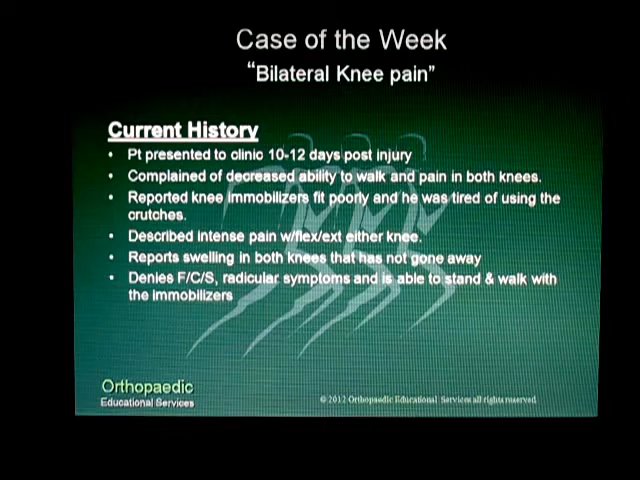 Case of the Week
“Bilateral Knee pain”
Current History
• Pt presented to clinic 10-12 days post injury
• Complained of decreased ability to walk and pain in both knees.
• Reported knee immobilizers fit poorly and he was tired of using the
crutches.
• Described intense pain w/flex/ext either knee.
• Reports swelling in both knees that has not gone away
• Denies F/C/S, radicular symptoms and is able to stand & walk with
the immobilizers
Orthopaedic
Educational Services
© 2012 Orthopaedic Educational Services all rights reserved